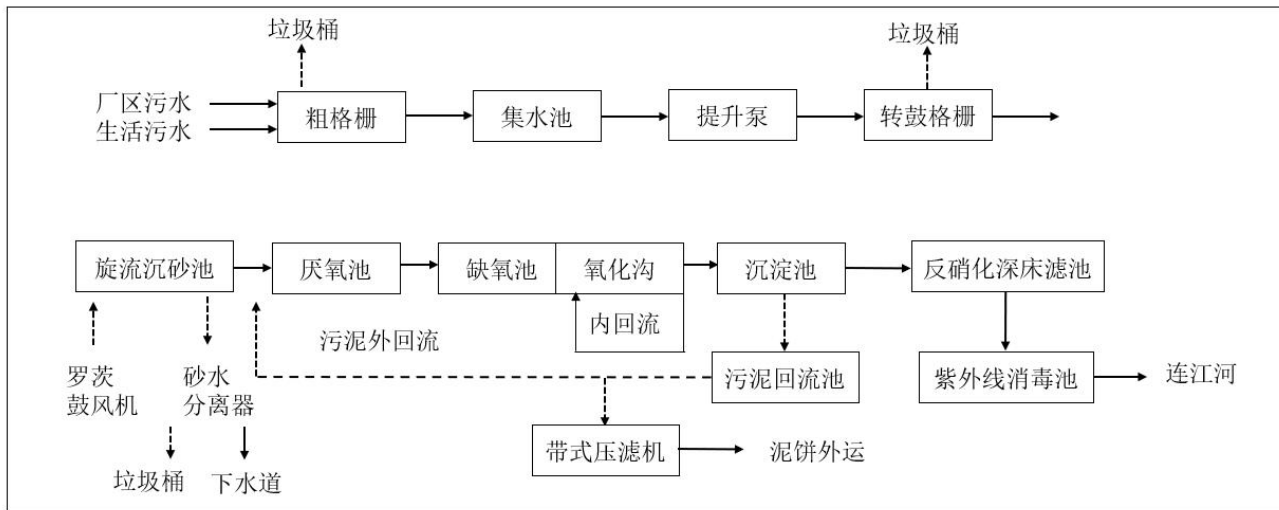 垃圾桶
垃圾桶
厂区污水
生活污水
粗格栅
集水池
提升泵
转鼓格栅
旋流沉砂池
厌氧池
缺氧池
氧化沟
沉淀池
反硝化深床滤池
内回流
污泥外回流
罗茨
鼓风机
砂水
分离器
污泥回流池
紫外线消毒池
连江河
带式压滤机
泥饼外运
垃圾桶
下水道